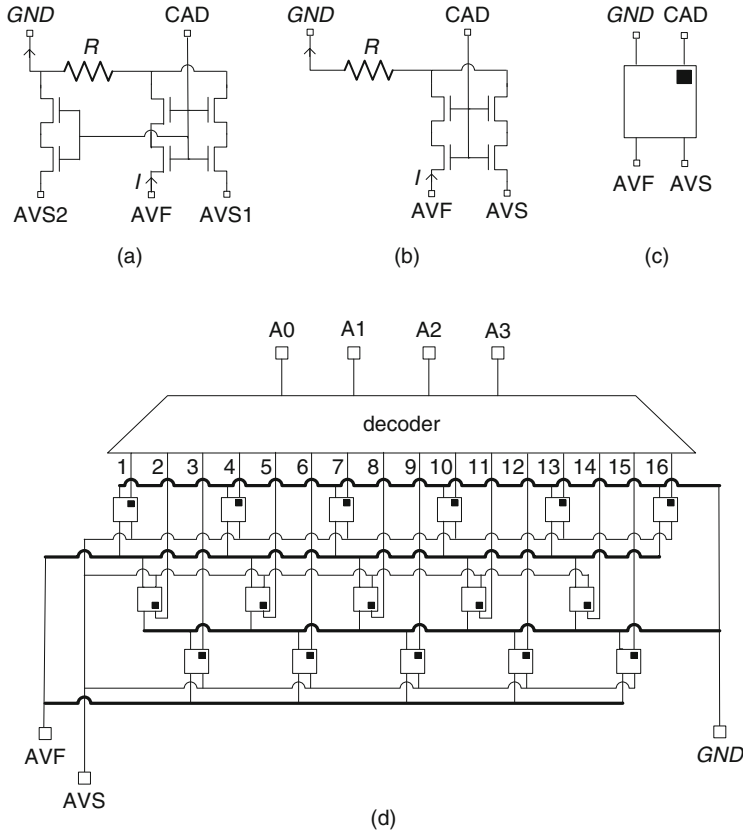 GND CAD GND CAD GND CAD
R R
I I
AVS2 AVF AVS1 AVF AVS AVF AVS
(a) (b) (c)
A0 A1 A2 A3
decoder
1 2 3 4 5 6 7 8 9 10 11 12 13 14 15 16
AVF
GND
AVS
(d)